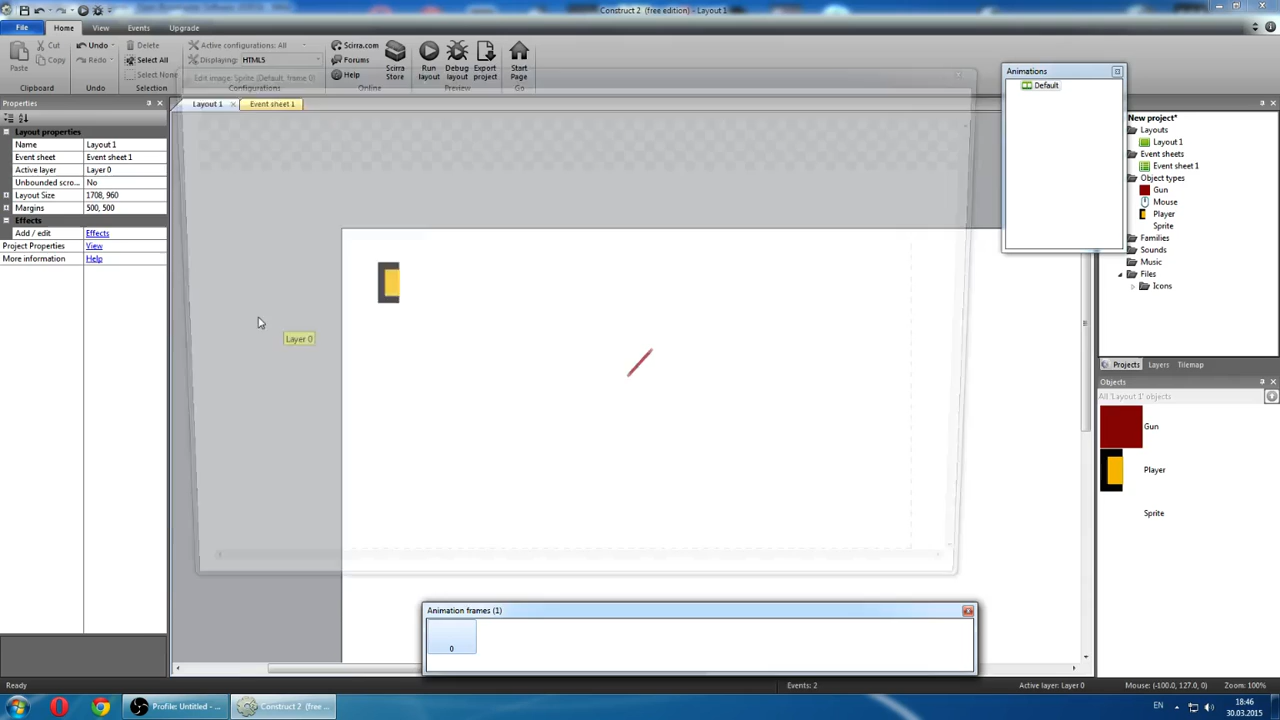 Construct 2 (free edition) - Layout 1
File
Home
View
Events
Upgrade
Paste
Cut
Copy
Clipboard
Undo
Redo
Undo
Delete
Select All
Select None
Selection
Active configurations: All
Displaying: HTML5
Edit image: Sprite (Default, frame 0)
Configurations
Scirra.com
Forums
Help
Online
Scirra Store
Run layout
Debug layout
Export project
Preview
Start Page
Go
Properties
Layout 1
Event sheet 1
Layout properties
Name Layout 1
Event sheet Event sheet 1
Active layer Layer 0
Unbounded scro... No
Layout Size 1708, 960
Margins 500, 500
Effects
Add / edit Effects
Project Properties View
More information Help
Layer 0
Animations
Default
New project*
Layouts
Layout 1
Event sheets
Event sheet 1
Object types
Gun
Mouse
Player
Sprite
Families
Sounds
Music
Files
Icons
Projects
Layers
Tilemap
Objects
All 'Layout 1' objects
Gun
Player
Sprite
Animation frames (1)
0
Ready
Events: 2
Active layer: Layer 0
Mouse: (-100.0, 127.0, 0)
Zoom: 100%
Profile: Untitled - ...
Construct 2 (free ...
EN
18:46
30.03.2015